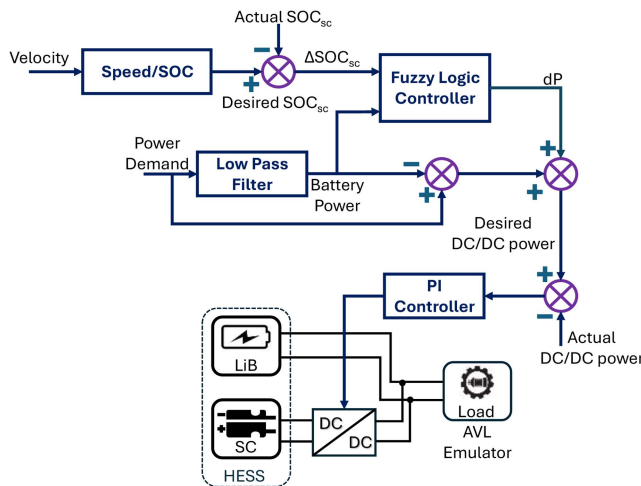 Actual SOCsc
Velocity
Speed/SOC
ΔSOCsc
Desired SOCsc
Fuzzy Logic
Controller
dP
Power
Demand
Low Pass
Filter
Battery
Power
Desired
DC/DC power
PI
Controller
Actual
DC/DC power
LiB
SC
HESS
DC
DC
Load
AVL
Emulator